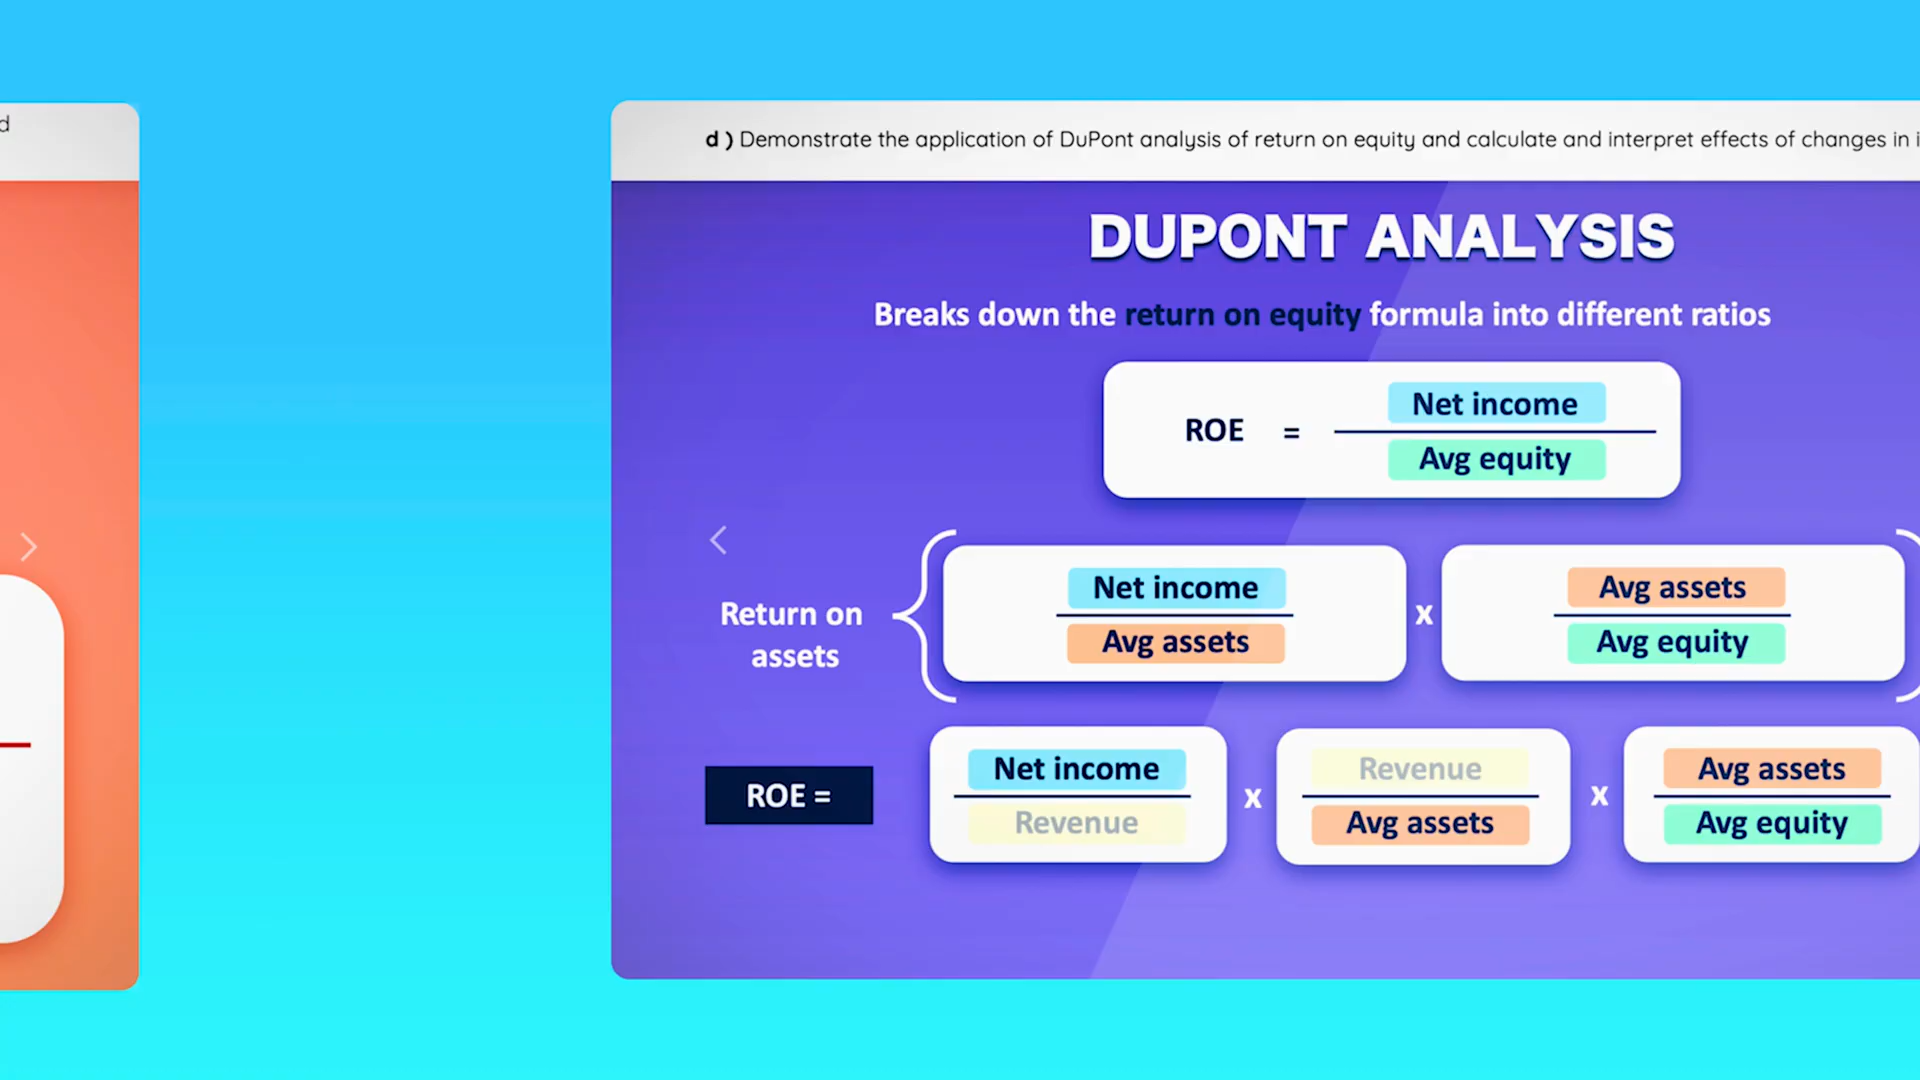 d
d ) Demonstrate the application of DuPont analysis of return on equity and calculate and interpret effects of changes in
DUPONT ANALYSIS
Breaks down the return on equity formula into different ratios
ROE = Net income
Avg equity
Return on
assets
Net income
Avg assets
x
Avg assets
Avg equity
ROE =
Net income
Revenue
x
Revenue
Avg assets
x
Avg assets
Avg equity